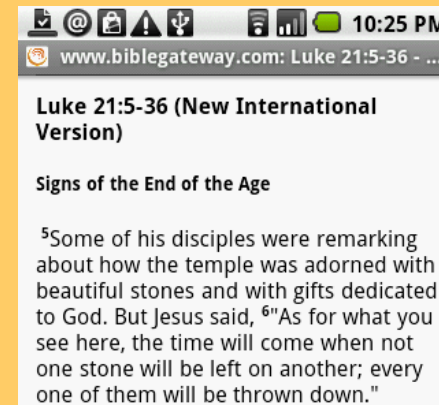 10:25 PM
www.biblegateway.com: Luke 21:5-36 - ...
Luke 21:5-36 (New International
Version)
Signs of the End of the Age
⁵Some of his disciples were remarking
about how the temple was adorned with
beautiful stones and with gifts dedicated
to God. But Jesus said, ⁶"As for what you
see here, the time will come when not
one stone will be left on another; every
one of them will be thrown down."